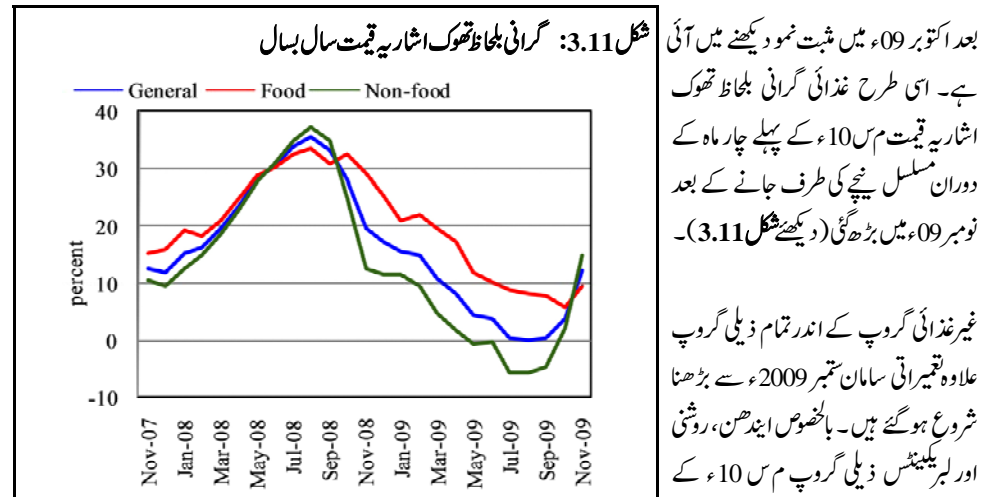 بعد اکتوبر 09ء میں مثبت نمو دیکھنے میں آئی
ہے۔ اسی طرح غذائی گرانی بلحاظ تھوک
اشاریہ قیمت م س 10ء کے پہلے چار ماہ کے
دوران مسلسل نیچے کی طرف جانے کے بعد
نومبر 09ء میں بڑھ گئی (دیکھئے شکل 3.11)۔
غیر غذائی گروپ کے اندر تمام ذیلی گروپ
علاوہ تعمیراتی سامان ستمبر 2009ء سے بڑھنا
شروع ہوگئے ہیں۔ بالخصوص ایندھن، روشنی
اور لبریکینٹس ذیلی گروپ م س 10ء کے
شکل 3.11: گرانی بلحاظ تھوک اشاریہ قیمت سال بسال
General Food Non-food
percent
40
30
20
10
0
-10
Nov-07 Jan-08 Mar-08 May-08 Jul-08 Sep-08 Nov-08 Jan-09 Mar-09 May-09 Jul-09 Sep-09 Nov-09